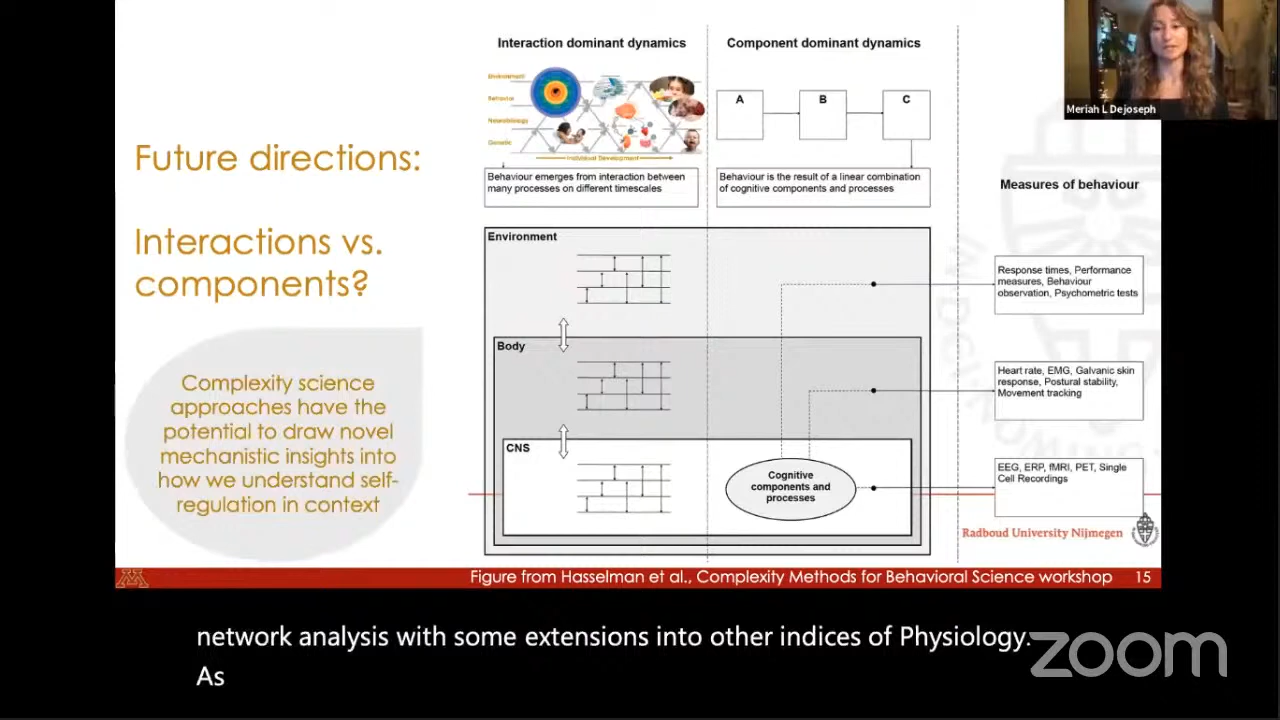 Future directions:
Interactions vs.
components?
Complexity science
approaches have the
potential to draw novel
mechanistic insights into
how we understand self-
regulation in context
Interaction dominant dynamics
Environment
Behavior
Neurobiology
Genetic
Individual Development
Behaviour emerges from interaction between
many processes on different timescales
Component dominant dynamics
A
B
C
Behaviour is the result of a linear combination
of cognitive components and processes
Environment
Body
CNS
Cognitive
components and
processes
Measures of behaviour
Response times, Performance
measures, Behaviour
observation, Psychometric tests
Heart rate, EMG, Galvanic skin
response, Postural stability,
Movement tracking
EEG, ERP, fMRI, PET, Single
Cell Recordings
Radboud University Nijmegen
Figure from Hasselman et al., Complexity Methods for Behavioral Science workshop
15
Meriah L Dejoseph
network analysis with some extensions into other indices of Physiology.
As
zoom